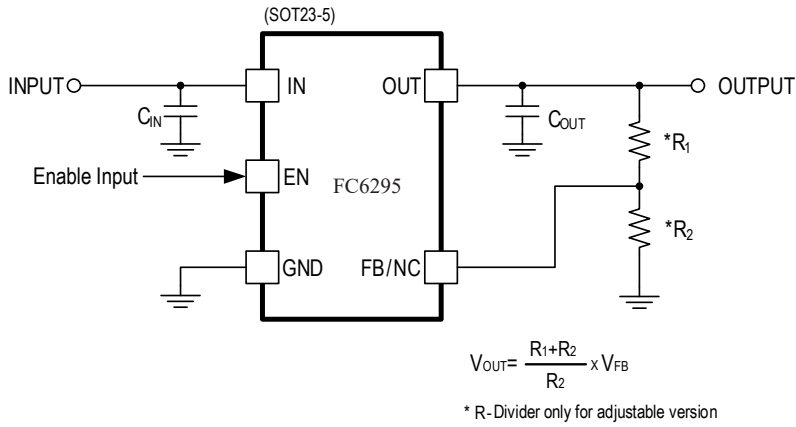 (SOT23-5)
INPUT
IN
OUT
OUTPUT
CIN
COUT
*R1
Enable Input
EN
FC6295
*R2
GND
FB/NC
VOUT= R1+R2 / R2 x VFB
* R-Divider only for adjustable version